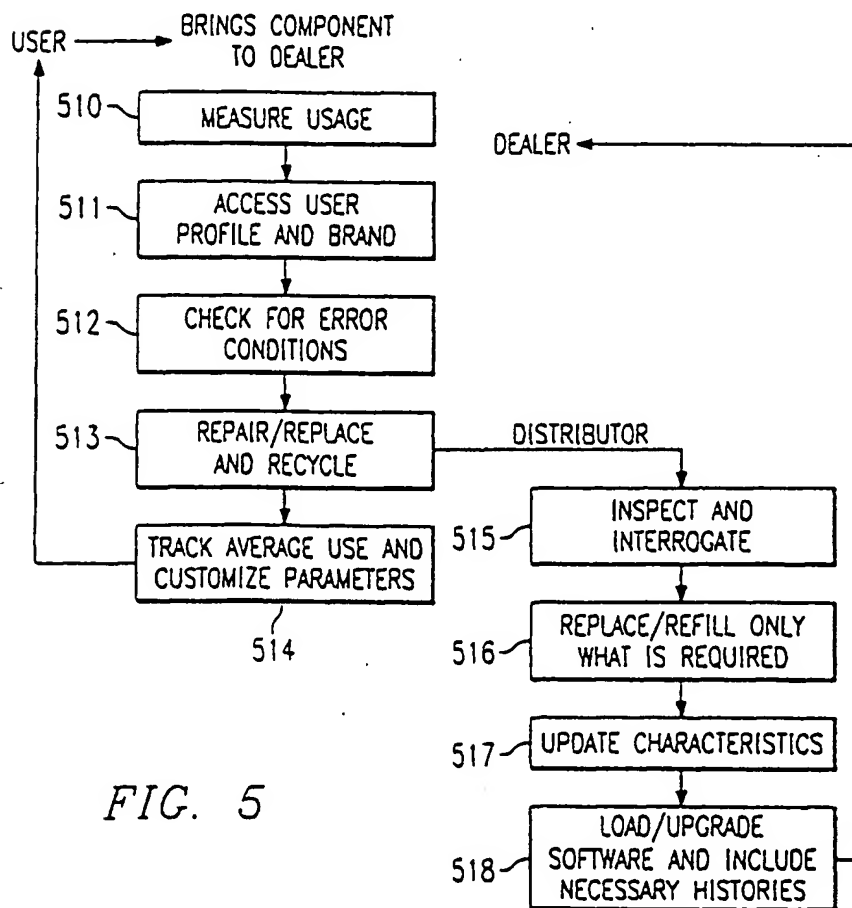 USER
BRINGS COMPONENT
TO DEALER
510
MEASURE USAGE
DEALER
511
ACCESS USER
PROFILE AND BRAND
512
CHECK FOR ERROR
CONDITIONS
513
REPAIR/REPLACE
AND RECYCLE
DISTRIBUTOR
TRACK AVERAGE USE AND
CUSTOMIZE PARAMETERS
514
515
INSPECT AND
INTERROGATE
516
REPLACE/REFILL ONLY
WHAT IS REQUIRED
517
UPDATE CHARACTERISTICS
518
LOAD/UPGRADE
SOFTWARE AND INCLUDE
NECESSARY HISTORIES
FIG. 5